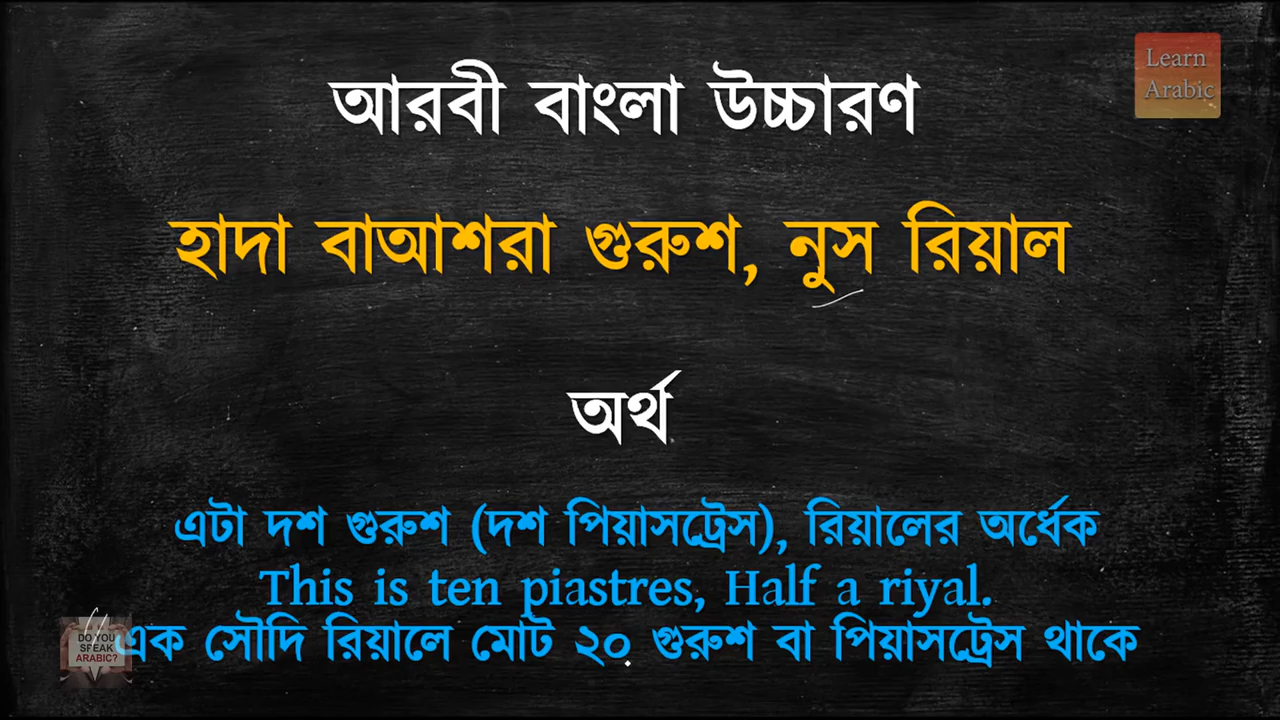 Learn
Arabic
আরবী বাংলা উচ্চারণ
হাদা বাআশরা গুরুশ, নুস রিয়াল
অর্থ
এটা দশ গুরুশ (দশ পিয়াসট্রেস), রিয়ালের অর্ধেক
This is ten piastres, Half a riyal.
এক সৌদি রিয়ালে মোট ২০ গুরুশ বা পিয়াসট্রেস থাকে
DO YOU
SPEAK
ARABIC?